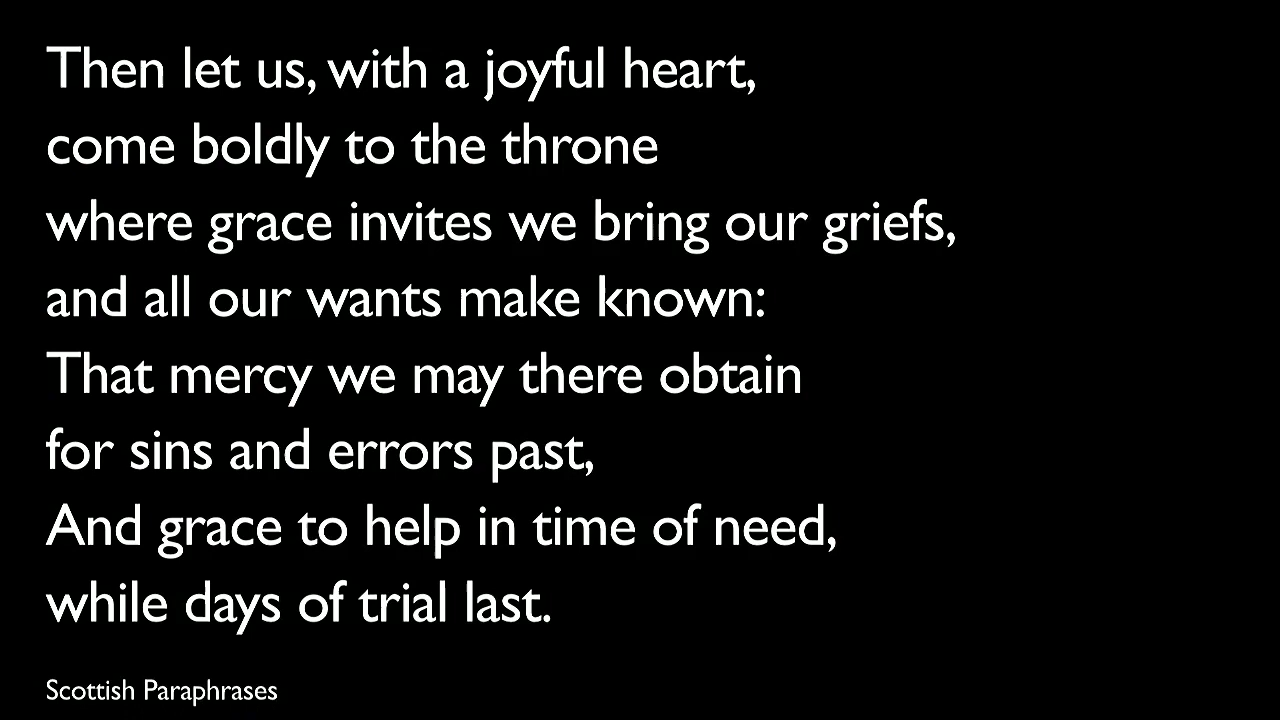 Then let us, with a joyful heart,
come boldly to the throne
where grace invites we bring our griefs,
and all our wants make known:
That mercy we may there obtain
for sins and errors past,
And grace to help in time of need,
while days of trial last.
Scottish Paraphrases